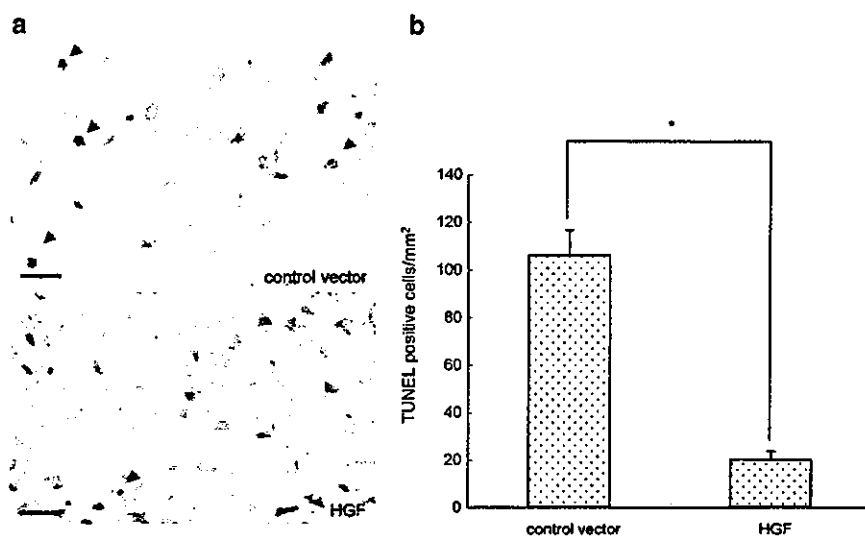 a
control vector
HGF
b
*
140
120
100
80
60
40
20
0
TUNEL positive cells/mm²
control vector
HGF